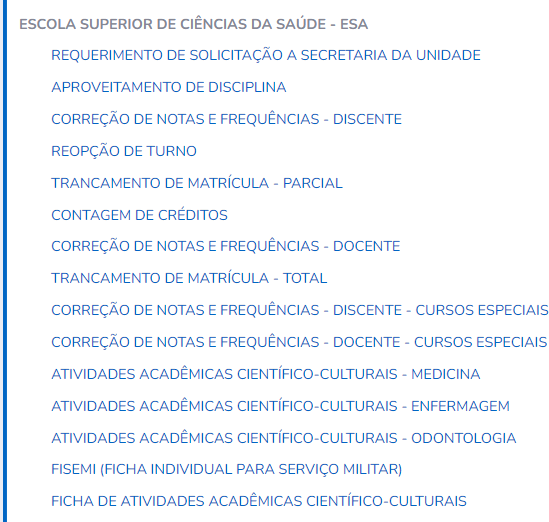 ESCOLA SUPERIOR DE CIÊNCIAS DA SAÚDE - ESA
REQUERIMENTO DE SOLICITAÇÃO A SECRETARIA DA UNIDADE
APROVEITAMENTO DE DISCIPLINA
CORREÇÃO DE NOTAS E FREQUÊNCIAS - DISCENTE
REOPÇÃO DE TURNO
TRANCAMENTO DE MATRÍCULA - PARCIAL
CONTAGEM DE CRÉDITOS
CORREÇÃO DE NOTAS E FREQUÊNCIAS - DOCENTE
TRANCAMENTO DE MATRÍCULA - TOTAL
CORREÇÃO DE NOTAS E FREQUÊNCIAS - DISCENTE - CURSOS ESPECIAIS
CORREÇÃO DE NOTAS E FREQUÊNCIAS - DOCENTE - CURSOS ESPECIAIS
ATIVIDADES ACADÊMICAS CIENTÍFICO-CULTURAIS - MEDICINA
ATIVIDADES ACADÊMICAS CIENTÍFICO-CULTURAIS - ENFERMAGEM
ATIVIDADES ACADÊMICAS CIENTÍFICO-CULTURAIS - ODONTOLOGIA
FISEMI (FICHA INDIVIDUAL PARA SERVIÇO MILITAR)
FICHA DE ATIVIDADES ACADÊMICAS CIENTÍFICO-CULTURAIS